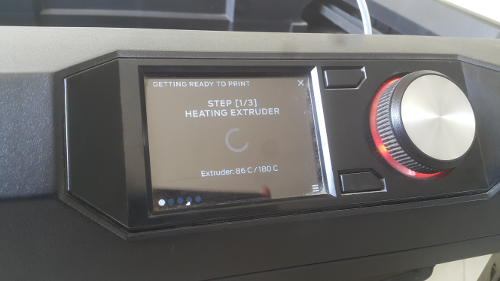 GETTING READY TO PRINT
STEP [1/3]
HEATING EXTRUDER
Extruder: 86 C / 180 C